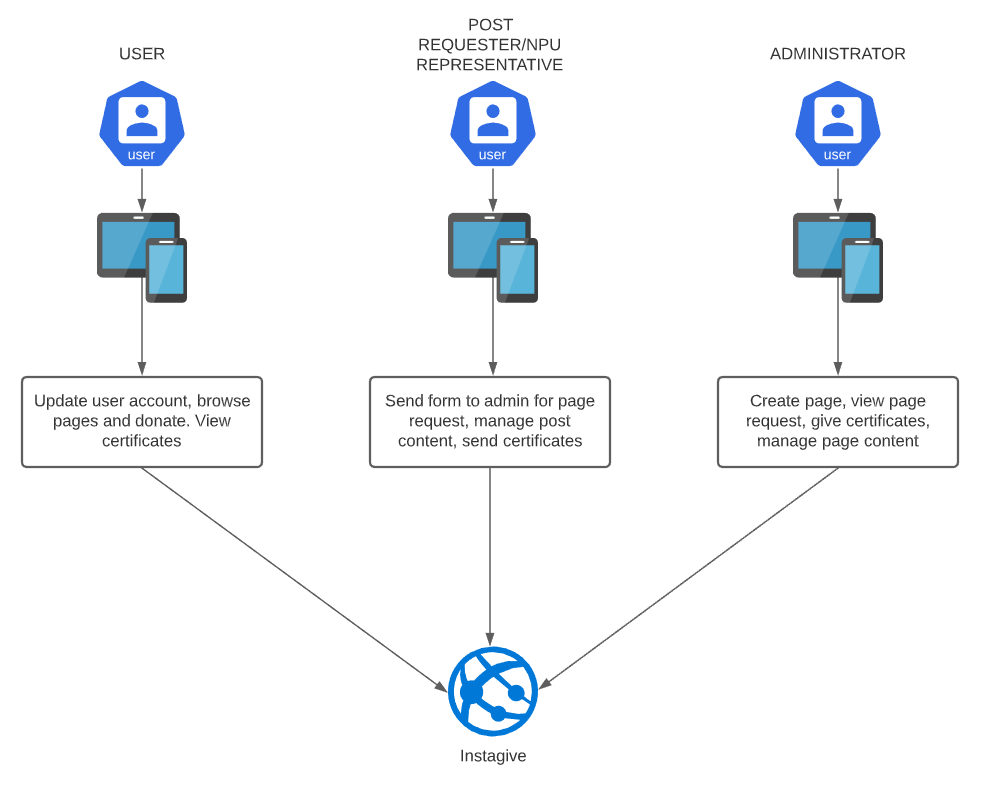 USER
POST
REQUESTER/NPU
REPRESENTATIVE
ADMINISTRATOR
user
user
user
Update user account, browse
pages and donate. View
certificates
Send form to admin for page
request, manage post
content, send certificates
Create page, view page
request, give certificates,
manage page content
Instagive